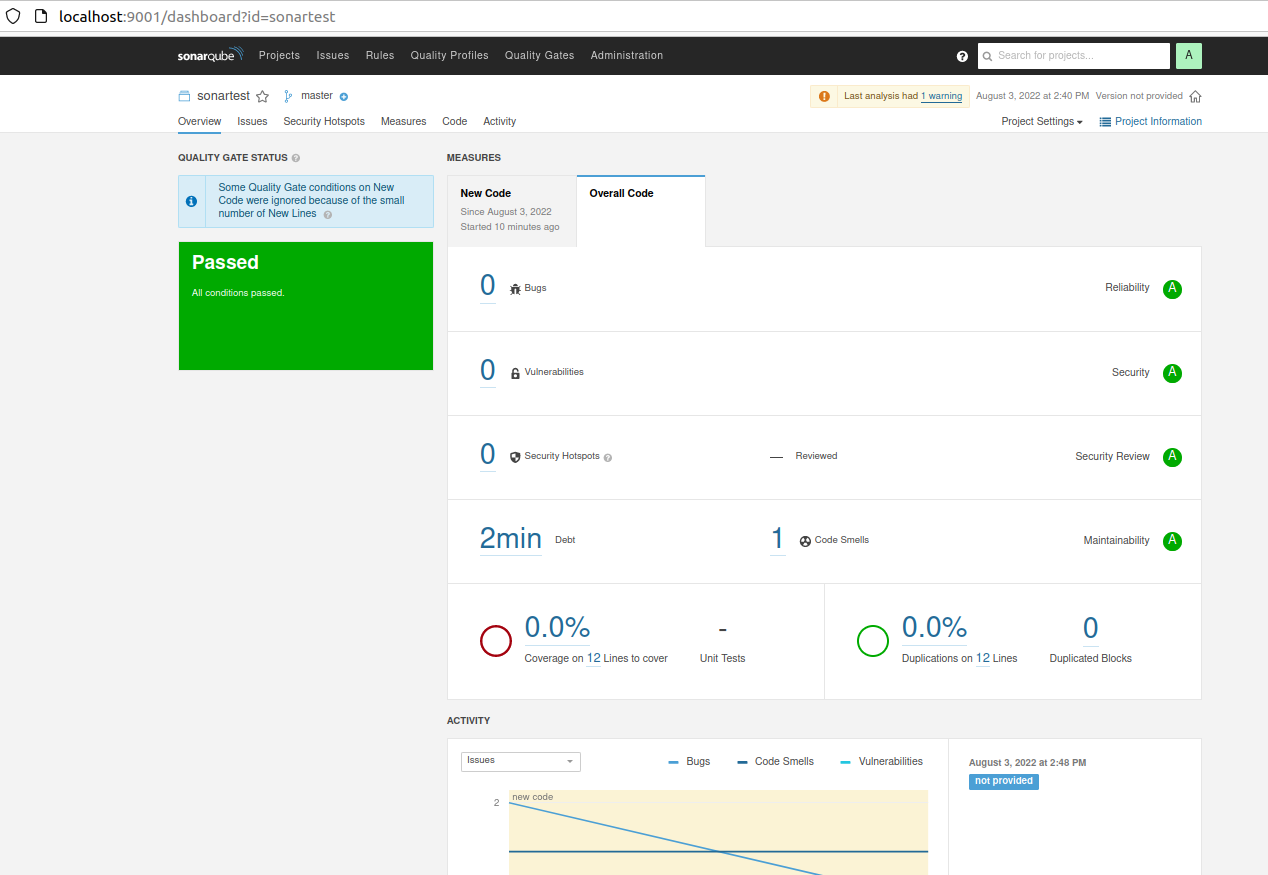 localhost:9001/dashboard?id=sonartest
sonarqube Projects Issues Rules Quality Profiles Quality Gates Administration ? Search for projects... A
sonartest master Last analysis had 1 warning August 3, 2022 at 2:40 PM Version not provided
Overview Issues Security Hotspots Measures Code Activity Project Settings Project Information
QUALITY GATE STATUS ?
Some Quality Gate conditions on New
Code were ignored because of the small
number of New Lines ?
Passed
All conditions passed.
MEASURES
New Code
Since August 3, 2022
Started 10 minutes ago
Overall Code
0 Bugs Reliability A
0 Vulnerabilities Security A
0 Security Hotspots ? — Reviewed Security Review A
2min Debt 1 Code Smells Maintainability A
0.0%
Coverage on 12 Lines to cover
-
Unit Tests
0.0%
Duplications on 12 Lines
0
Duplicated Blocks
ACTIVITY
Issues Bugs Code Smells Vulnerabilities
new code
2
August 3, 2022 at 2:48 PM
not provided